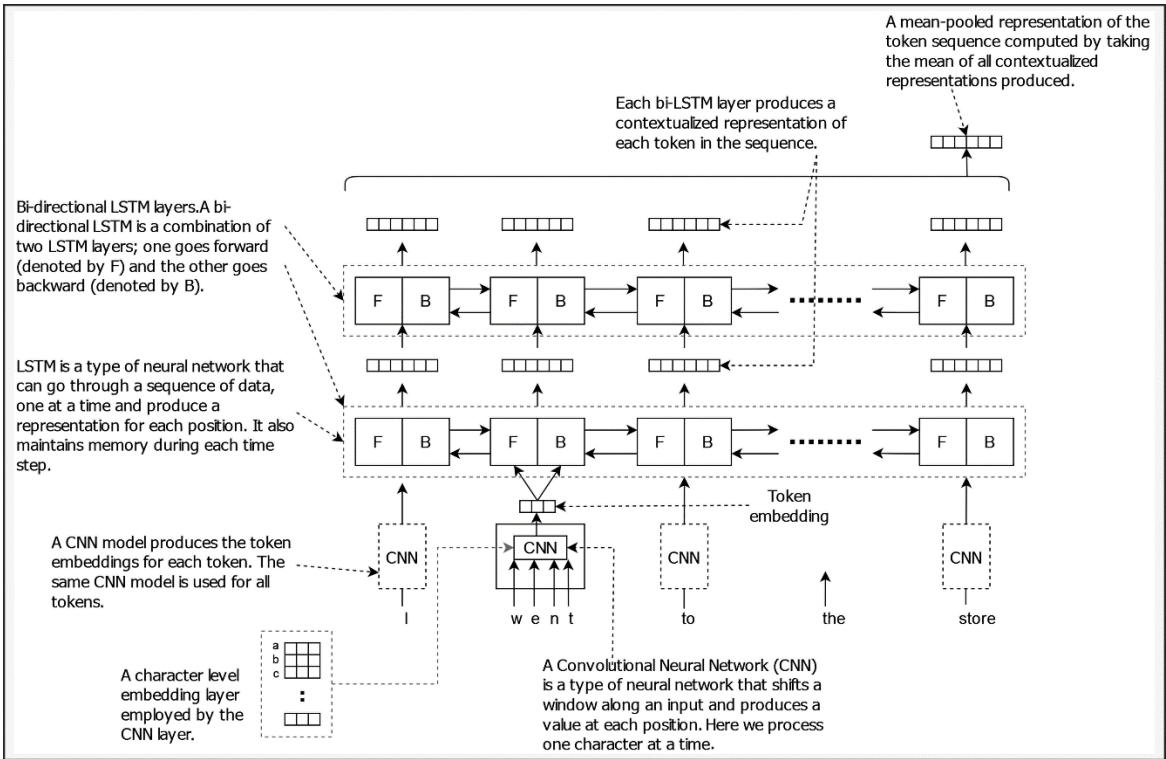 A mean-pooled representation of the
token sequence computed by taking
the mean of all contextualized
representations produced.
Each bi-LSTM layer produces a
contextualized representation of
each token in the sequence.
Bi-directional LSTM layers.A bi-
directional LSTM is a combination of
two LSTM layers; one goes forward
(denoted by F) and the other goes
backward (denoted by B).
F B F B F B F B
LSTM is a type of neural network that
can go through a sequence of data,
one at a time and produce a
representation for each position. It also
maintains memory during each time
step.
F B F B F B F B
Token
embedding
A CNN model produces the token
embeddings for each token. The
same CNN model is used for all
tokens.
CNN CNN CNN CNN
I w e n t to the store
a
b
c
A character level
embedding layer
employed by the
CNN layer.
A Convolutional Neural Network (CNN)
is a type of neural network that shifts a
window along an input and produces a
value at each position. Here we process
one character at a time.